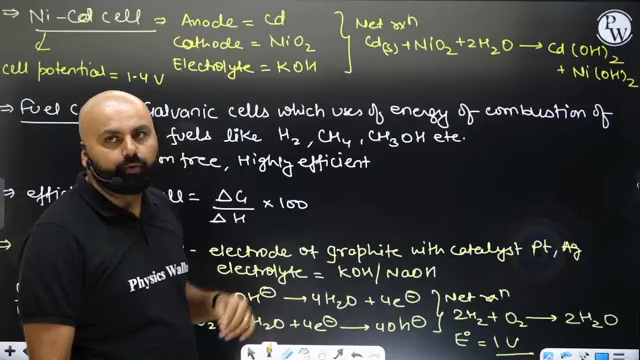 ⇒ Ni-Cd cell ⇒ Anode = Cd
Cathode = NiO₂
Electrolyte = KOH
Net rxⁿ
Cd(s) + NiO₂ + 2H₂O → Cd(OH)₂
+ Ni(OH)₂
cell potential = 1.4 V
⇒ Fuel Galvanic cells which uses of energy of combustion of
fuels like H₂, CH₄, CH₃OH etc.
free, Highly efficient
⇒ = ΔG/ΔH × 100
⇒ - electrode of graphite with catalyst Pt, Ag
electrolyte = KOH/NaOH
OH⊖ → 4H₂O + 4e⊖
O + 4e⊖ → 4OH⊖
Net rxⁿ
2H₂ + O₂ → 2H₂O
E° = 1 V
Physics Walla